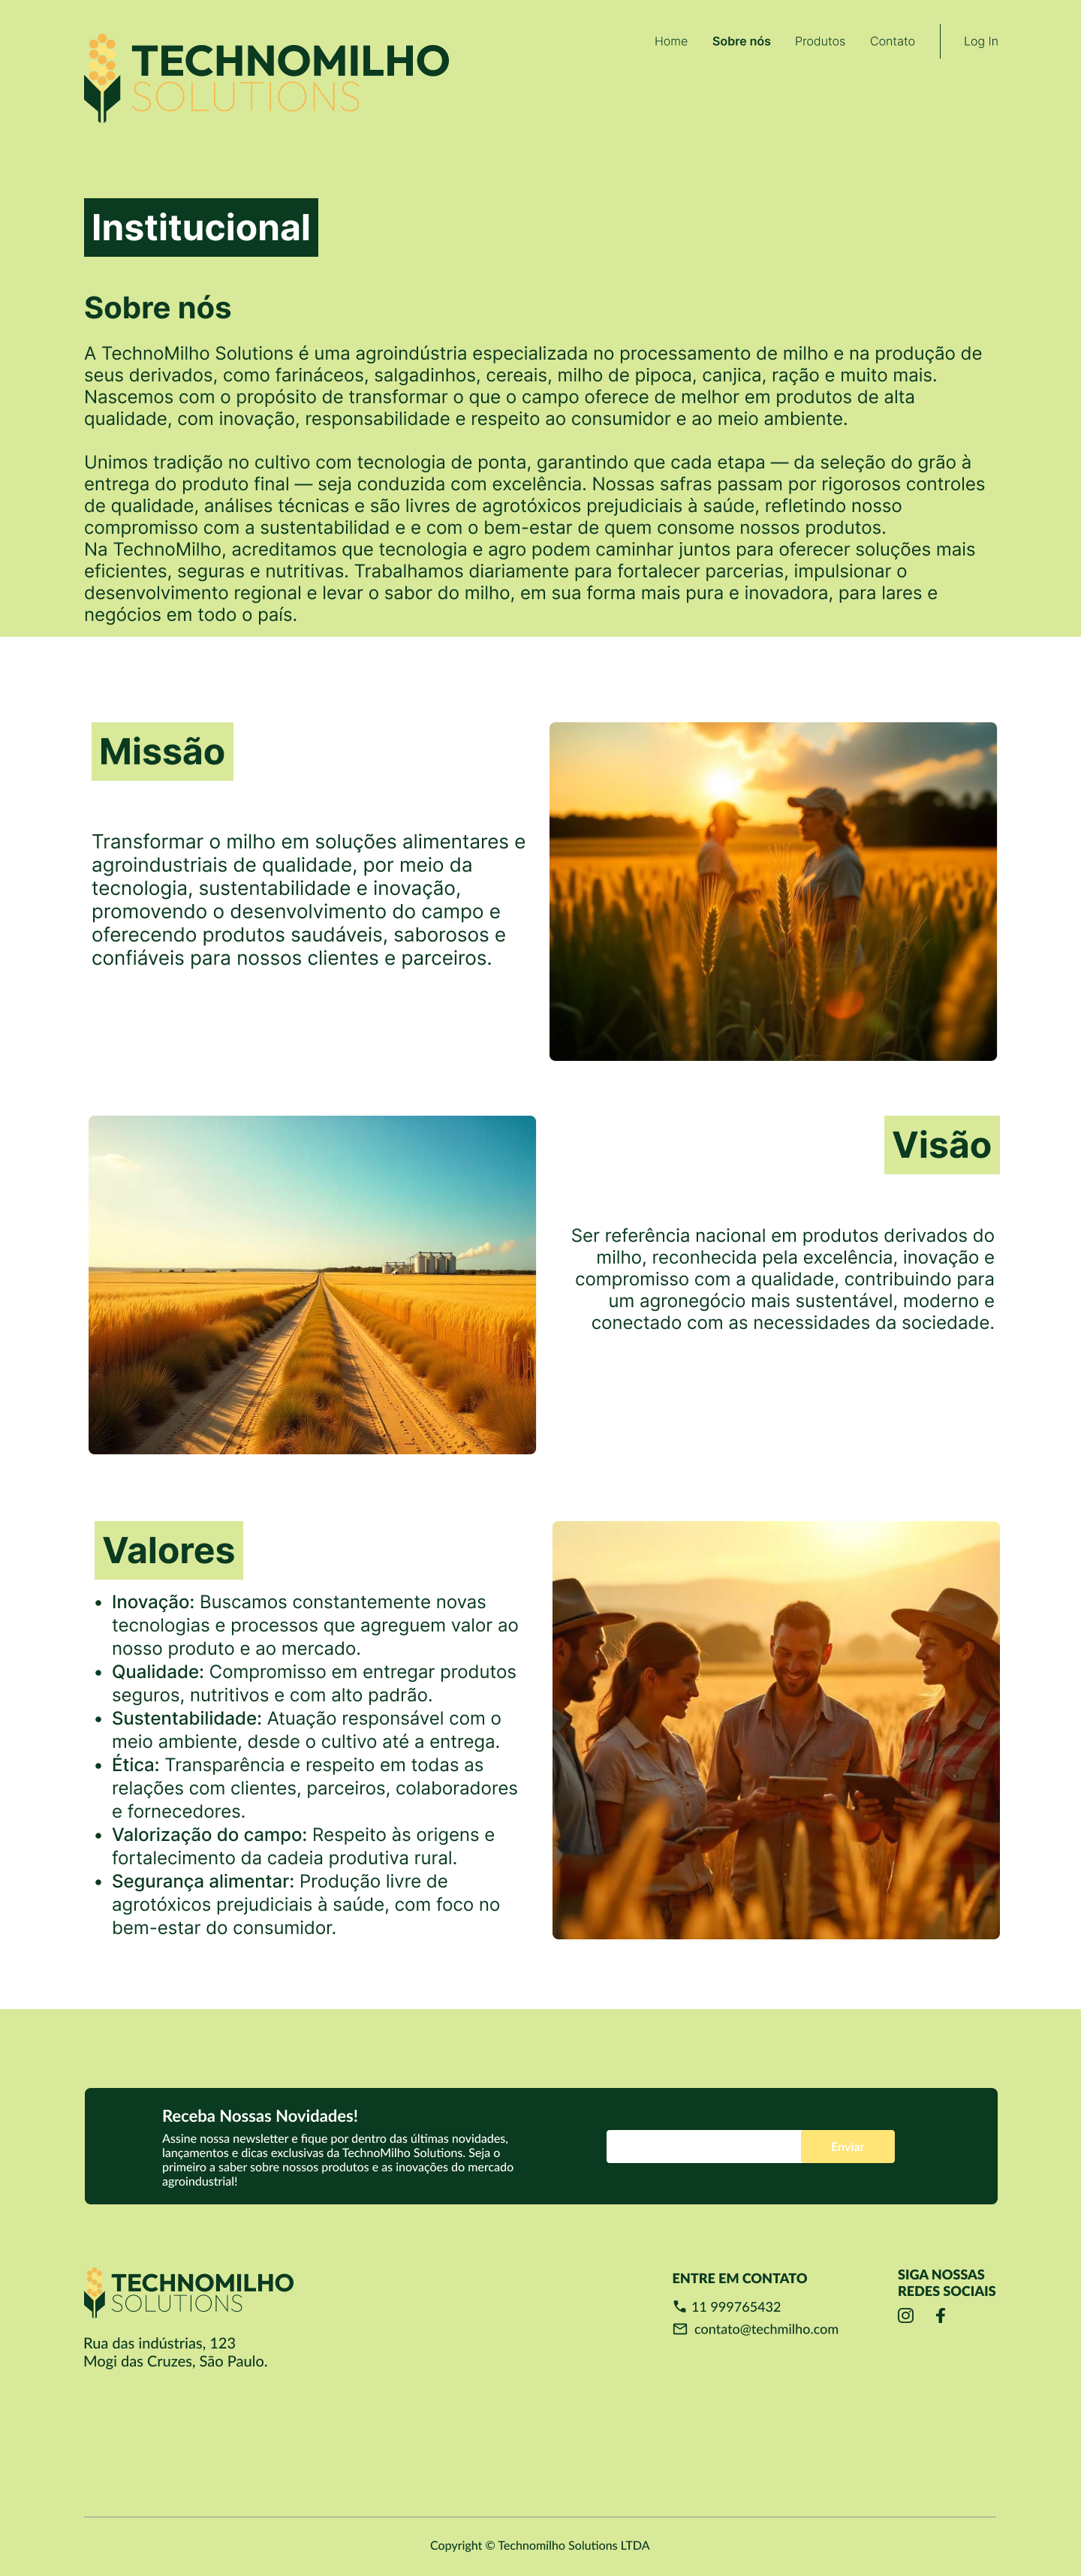 TECHNOMILHO
SOLUTIONS
Home Sobre nós Produtos Contato Log In
Institucional
Sobre nós
A TechnoMilho Solutions é uma agroindústria especializada no processamento de milho e na produção de
seus derivados, como farináceos, salgadinhos, cereais, milho de pipoca, canjica, ração e muito mais.
Nascemos com o propósito de transformar o que o campo oferece de melhor em produtos de alta
qualidade, com inovação, responsabilidade e respeito ao consumidor e ao meio ambiente.
Unimos tradição no cultivo com tecnologia de ponta, garantindo que cada etapa — da seleção do grão à
entrega do produto final — seja conduzida com excelência. Nossas safras passam por rigorosos controles
de qualidade, análises técnicas e são livres de agrotóxicos prejudiciais à saúde, refletindo nosso
compromisso com a sustentabilidad e e com o bem-estar de quem consome nossos produtos.
Na TechnoMilho, acreditamos que tecnologia e agro podem caminhar juntos para oferecer soluções mais
eficientes, seguras e nutritivas. Trabalhamos diariamente para fortalecer parcerias, impulsionar o
desenvolvimento regional e levar o sabor do milho, em sua forma mais pura e inovadora, para lares e
negócios em todo o país.
Missão
Transformar o milho em soluções alimentares e
agroindustriais de qualidade, por meio da
tecnologia, sustentabilidade e inovação,
promovendo o desenvolvimento do campo e
oferecendo produtos saudáveis, saborosos e
confiáveis para nossos clientes e parceiros.
Visão
Ser referência nacional em produtos derivados do
milho, reconhecida pela excelência, inovação e
compromisso com a qualidade, contribuindo para
um agronegócio mais sustentável, moderno e
conectado com as necessidades da sociedade.
Valores
• Inovação: Buscamos constantemente novas
tecnologias e processos que agreguem valor ao
nosso produto e ao mercado.
• Qualidade: Compromisso em entregar produtos
seguros, nutritivos e com alto padrão.
• Sustentabilidade: Atuação responsável com o
meio ambiente, desde o cultivo até a entrega.
• Ética: Transparência e respeito em todas as
relações com clientes, parceiros, colaboradores
e fornecedores.
• Valorização do campo: Respeito às origens e
fortalecimento da cadeia produtiva rural.
• Segurança alimentar: Produção livre de
agrotóxicos prejudiciais à saúde, com foco no
bem-estar do consumidor.
Receba Nossas Novidades!
Assine nossa newsletter e fique por dentro das últimas novidades,
lançamentos e dicas exclusivas da TechnoMilho Solutions. Seja o
primeiro a saber sobre nossos produtos e as inovações do mercado
agroindustrial!
Enviar
TECHNOMILHO
SOLUTIONS
Rua das indústrias, 123
Mogi das Cruzes, São Paulo.
ENTRE EM CONTATO
11 999765432
contato@techmilho.com
SIGA NOSSAS
REDES SOCIAIS
Copyright © Technomilho Solutions LTDA